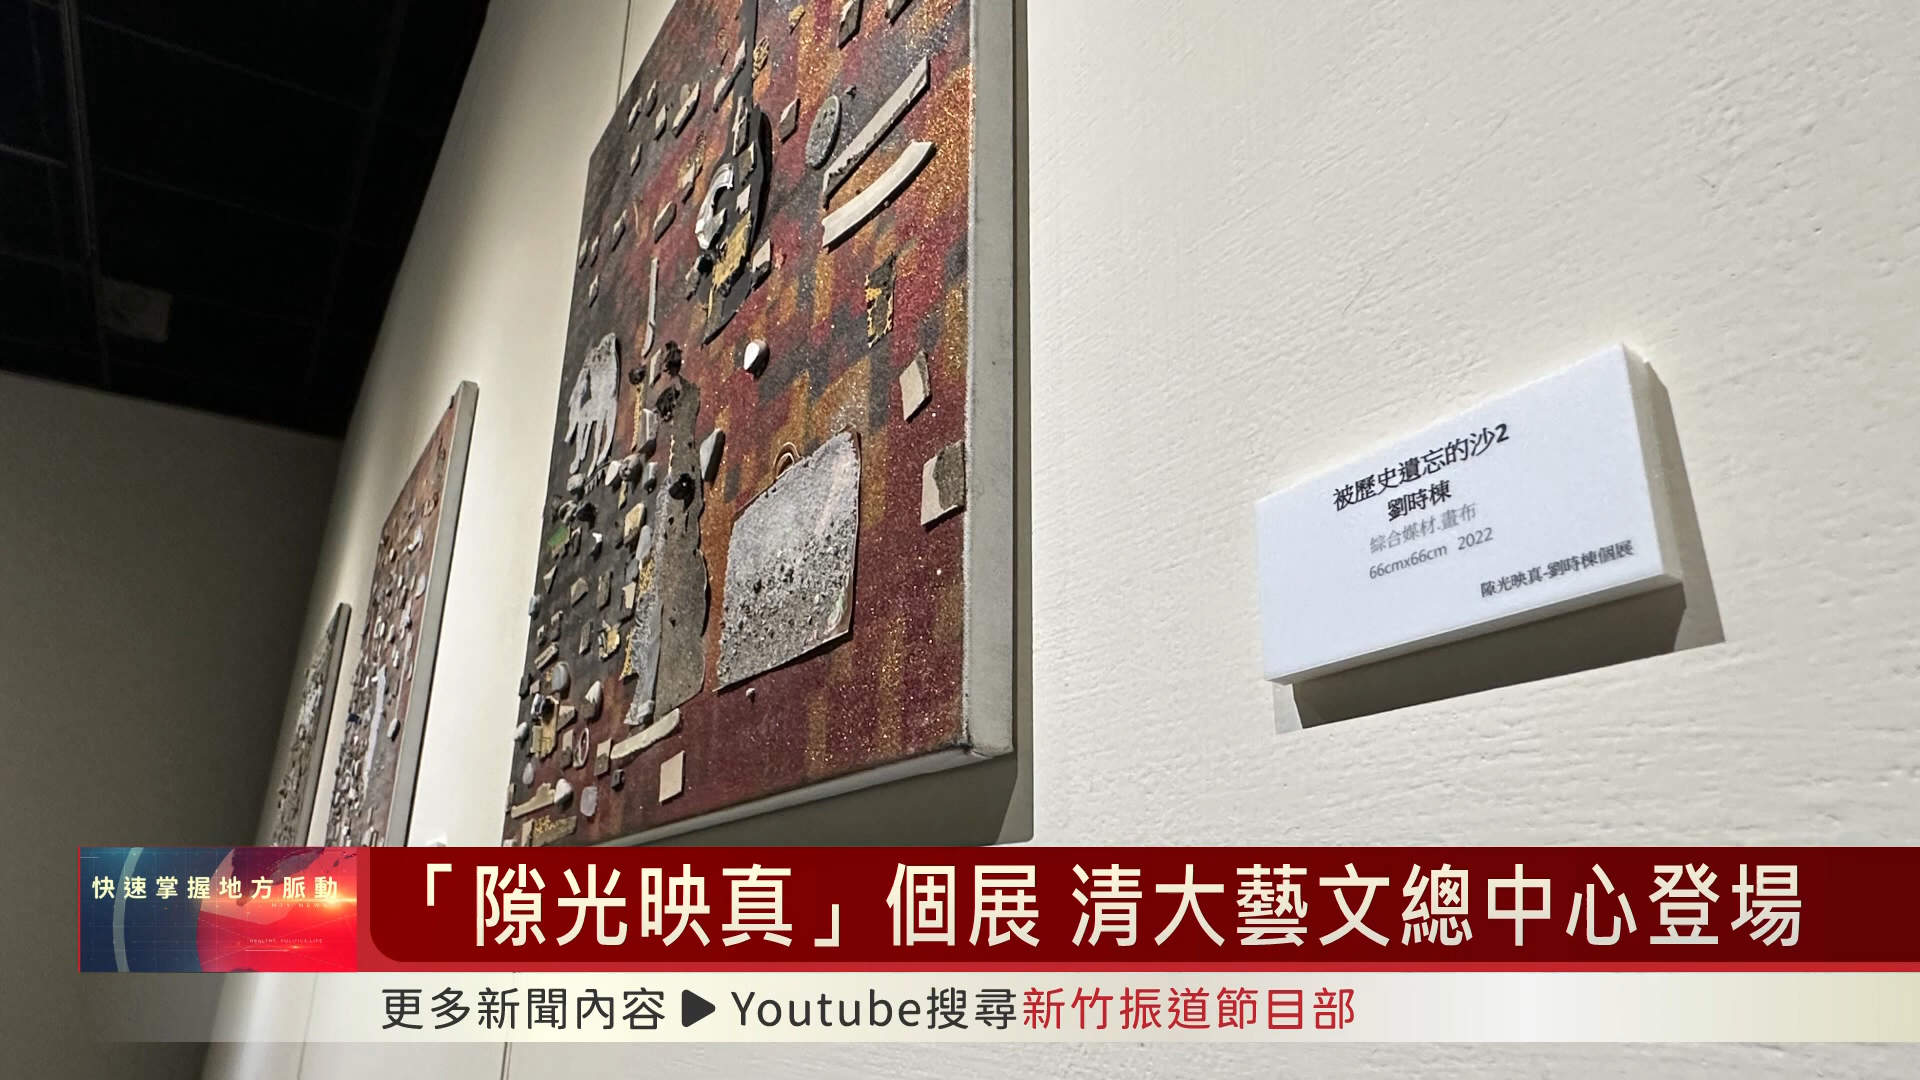 被歷史遺忘的沙2
劉時棟
綜合媒材.畫布
66cmx66cm 2022
隙光映真-劉時棟個展
快速掌握地方脈動
HEALTHY, POLITICS, LIFE
「隙光映真」個展 清大藝文總中心登場
更多新聞內容▶Youtube搜尋新竹振道節目部